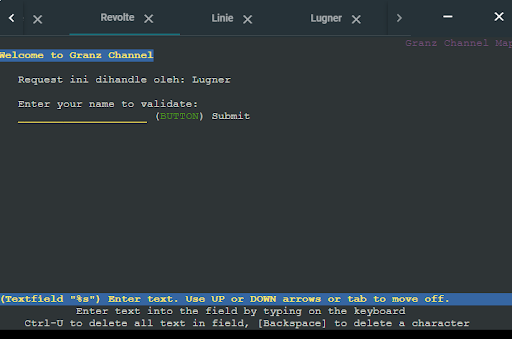 Revolte
Linie
Lugner
Granz Channel Map
Welcome to Granz Channel
Request ini dihandle oleh: Lugner
Enter your name to validate:
(BUTTON) Submit
(Textfield "%s") Enter text. Use UP or DOWN arrows or tab to move off.
Enter text into the field by typing on the keyboard
Ctrl-U to delete all text in field, [Backspace] to delete a character